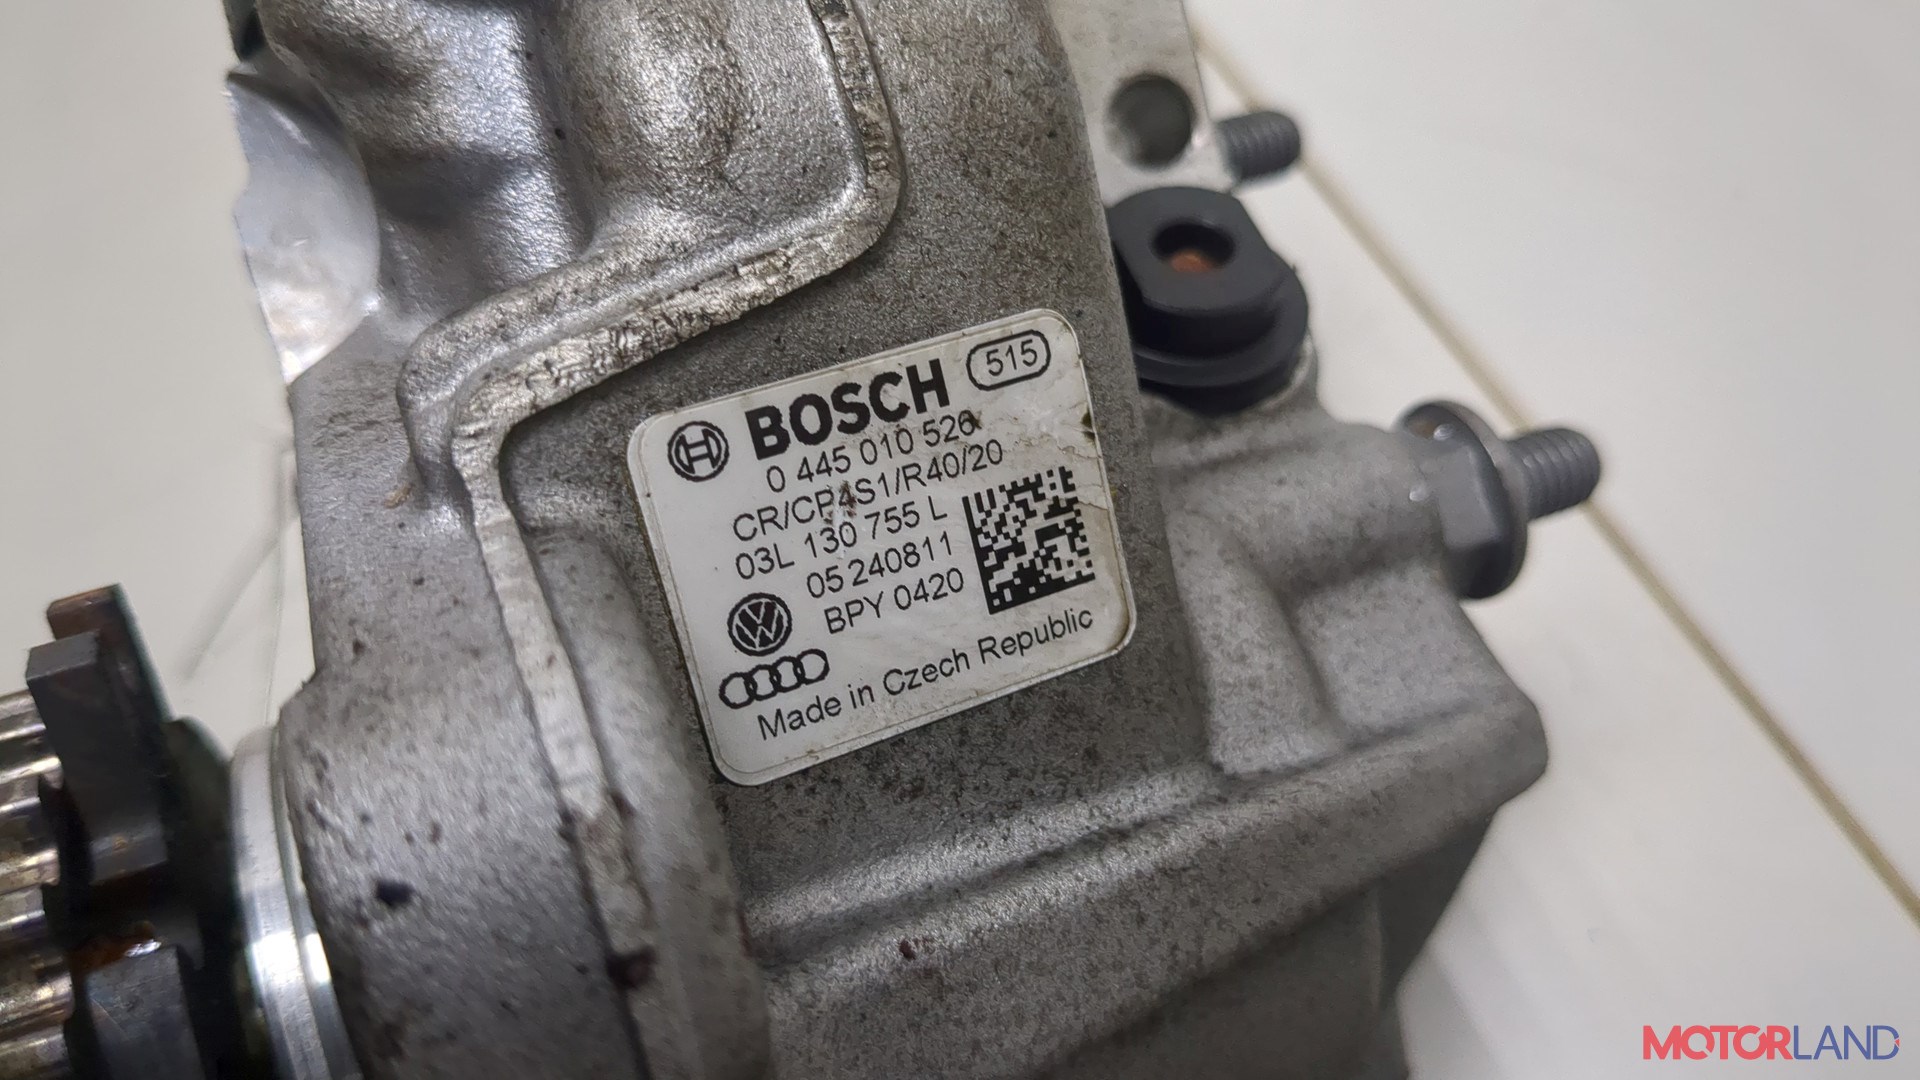 BOSCH 515
0 445 010 526
CR/CP4S1/R40/20
03L 130 755 L
05 240811
BPY 0420
Made in Czech Republic
MOTORLAND